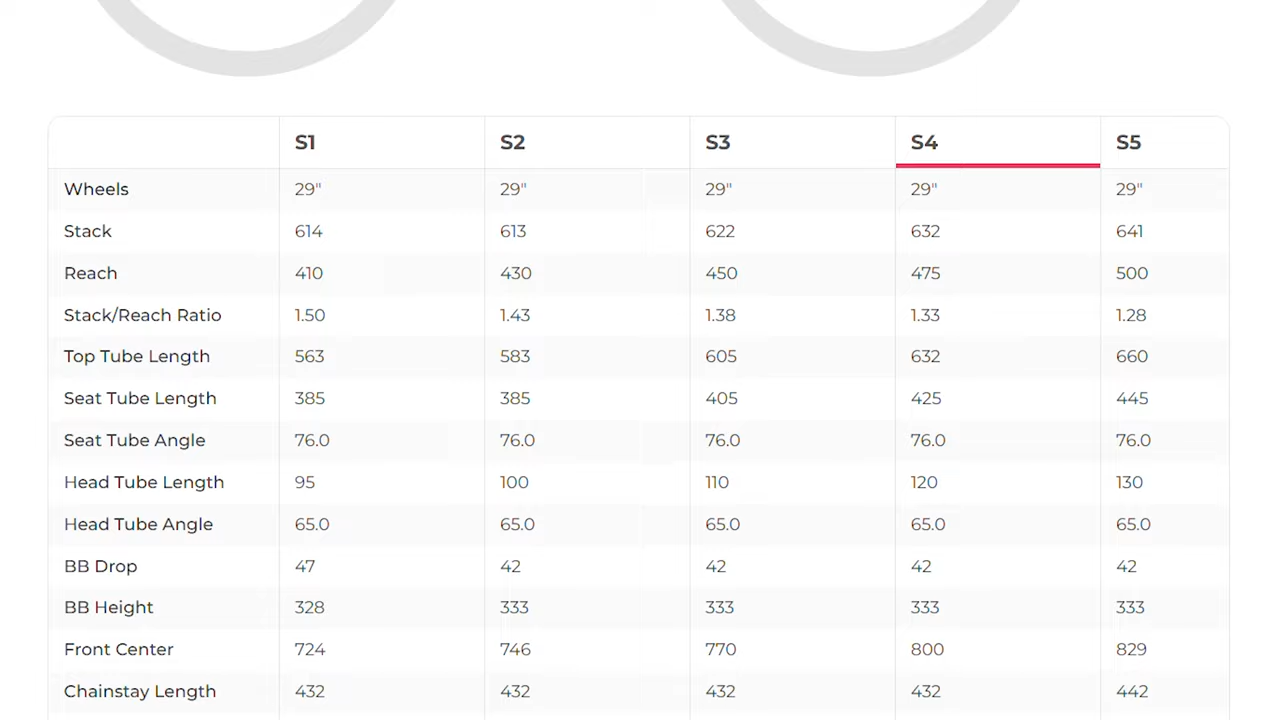 S1 S2 S3 S4 S5
Wheels 29" 29" 29" 29" 29"
Stack 614 613 622 632 641
Reach 410 430 450 475 500
Stack/Reach Ratio 1.50 1.43 1.38 1.33 1.28
Top Tube Length 563 583 605 632 660
Seat Tube Length 385 385 405 425 445
Seat Tube Angle 76.0 76.0 76.0 76.0 76.0
Head Tube Length 95 100 110 120 130
Head Tube Angle 65.0 65.0 65.0 65.0 65.0
BB Drop 47 42 42 42 42
BB Height 328 333 333 333 333
Front Center 724 746 770 800 829
Chainstay Length 432 432 432 432 442